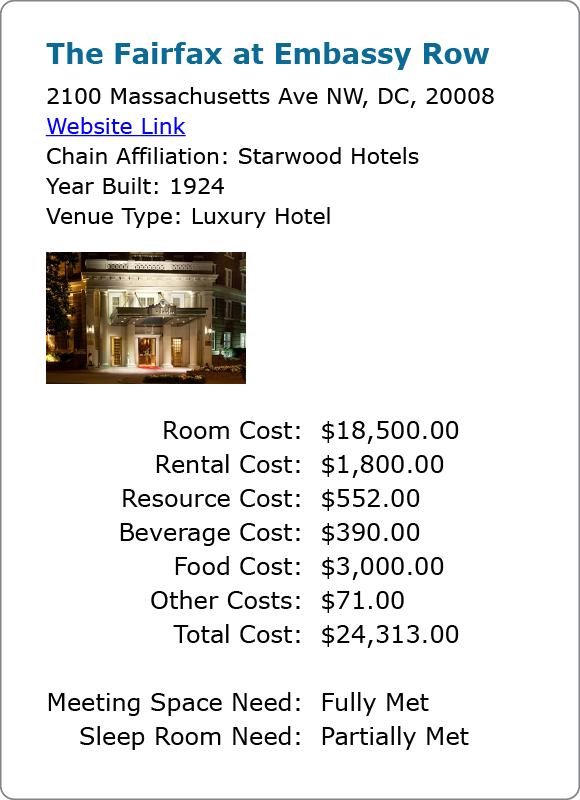 The Fairfax at Embassy Row
2100 Massachusetts Ave NW, DC, 20008
Website Link
Chain Affiliation: Starwood Hotels
Year Built: 1924
Venue Type: Luxury Hotel
Room Cost: $18,500.00
Rental Cost: $1,800.00
Resource Cost: $552.00
Beverage Cost: $390.00
Food Cost: $3,000.00
Other Costs: $71.00
Total Cost: $24,313.00
Meeting Space Need: Fully Met
Sleep Room Need: Partially Met